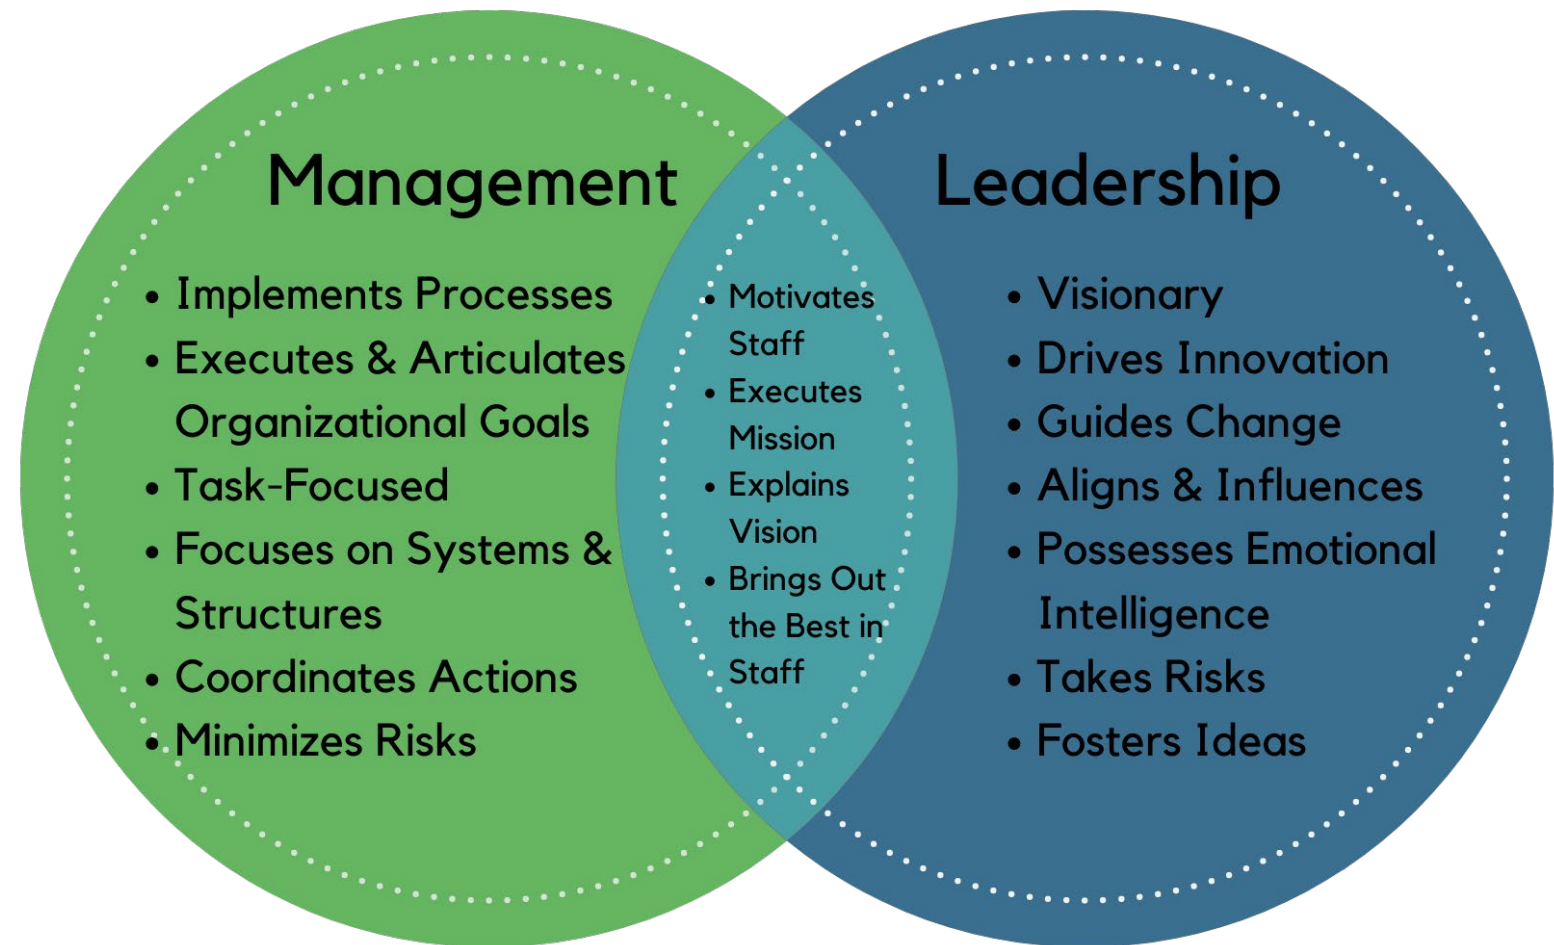 Management
• Implements Processes
• Executes & Articulates
Organizational Goals
• Task-Focused
• Focuses on Systems &
Structures
• Coordinates Actions
• Minimizes Risks
• Motivates
Staff
• Executes
Mission
• Explains
Vision
• Brings Out
the Best in
Staff
Leadership
• Visionary
• Drives Innovation
• Guides Change
• Aligns & Influences
• Possesses Emotional
Intelligence
• Takes Risks
• Fosters Ideas